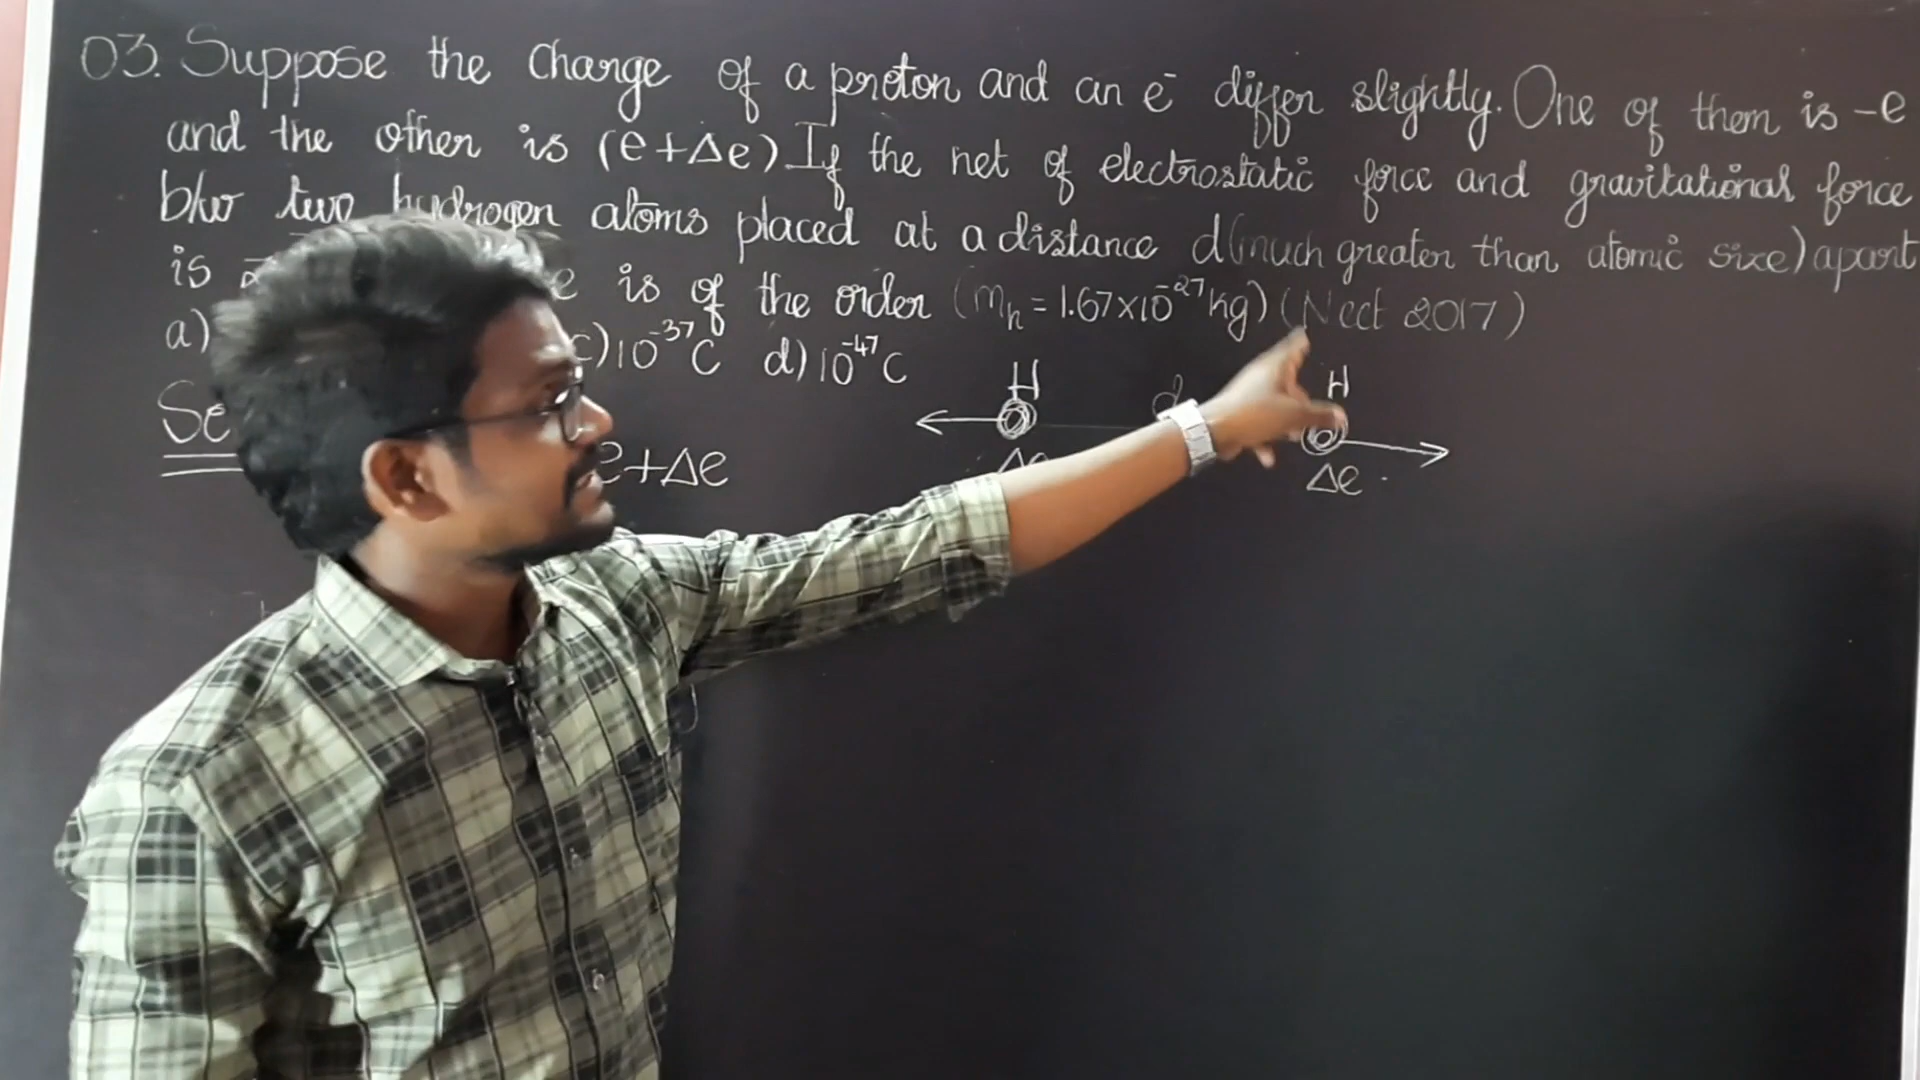 03. Suppose the charge of a proton and an e⁻ differ slightly. One of them is -e
and the other is (e+Δe) If the net of electrostatic force and gravitational force
b/w two hydrogen atoms placed at a distance d(much greater than atomic size) apart
is is of the order (mₕ = 1.67×10⁻²⁷kg) (Neet 2017)
a) c)10⁻³⁷C d)10⁻⁴⁷C
H d H
e+Δe Δe Δe